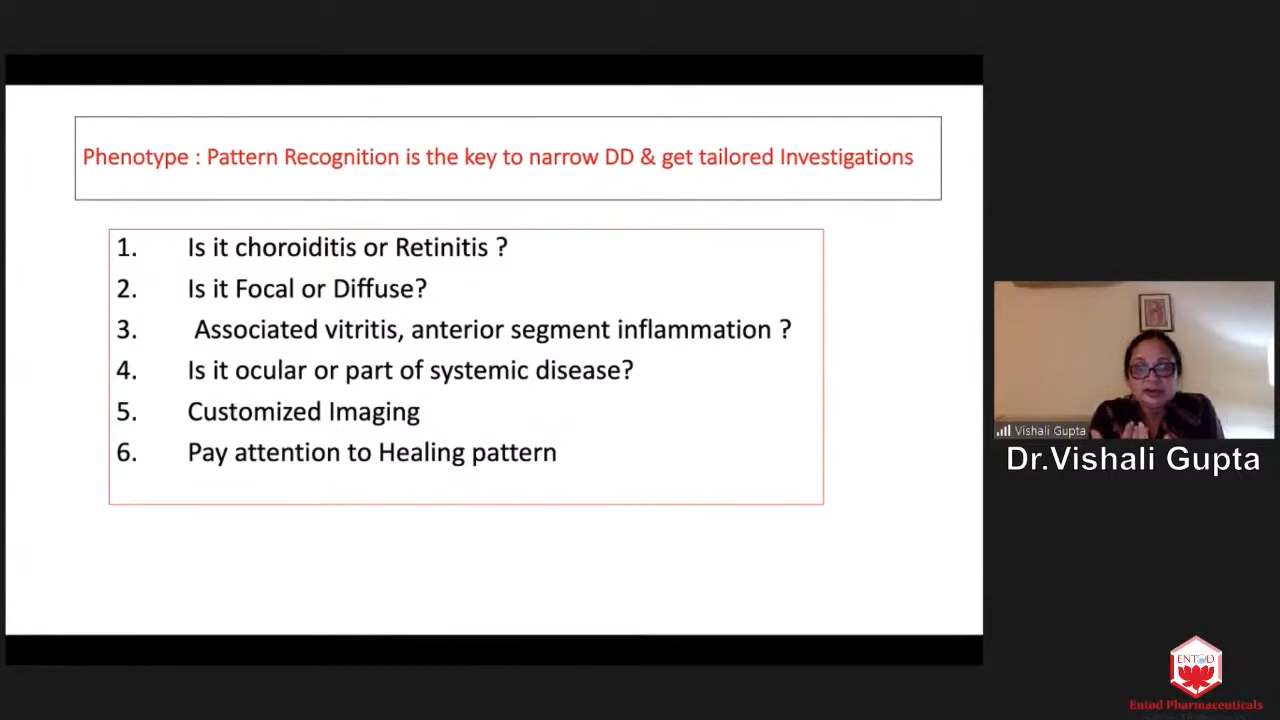 Phenotype : Pattern Recognition is the key to narrow DD & get tailored Investigations
1. Is it choroiditis or Retinitis ?
2. Is it Focal or Diffuse?
3. Associated vitritis, anterior segment inflammation ?
4. Is it ocular or part of systemic disease?
5. Customized Imaging
6. Pay attention to Healing pattern
Vishali Gupta
Dr.Vishali Gupta
ENTOD
Entod Pharmaceuticals